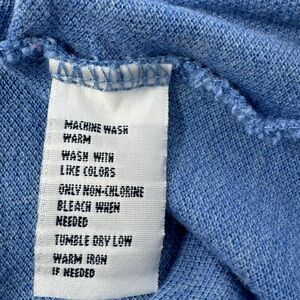 MACHINE WASH
WARM
WASH WITH
LIKE COLORS
ONLY NON-CHLORINE
BLEACH WHEN
NEEDED
TUMBLE DRY LOW
WARM IRON
IF NEEDED